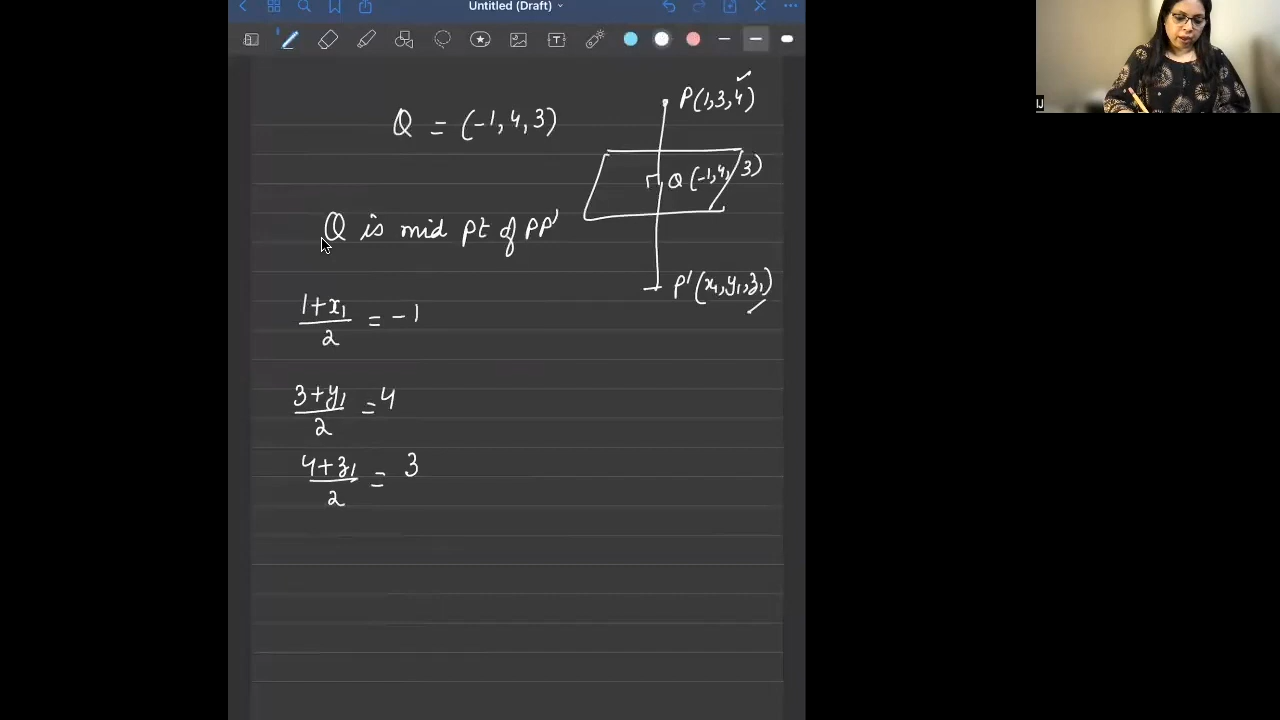 Untitled (Draft)
P(1,3,4)
Q = (-1,4,3)
Q(-1,4,3)
Q is mid pt of PP'
P'(x₁,y₁,z₁)
1+x₁/2 = -1
3+y₁/2 = 4
4+z₁/2 = 3
IJ